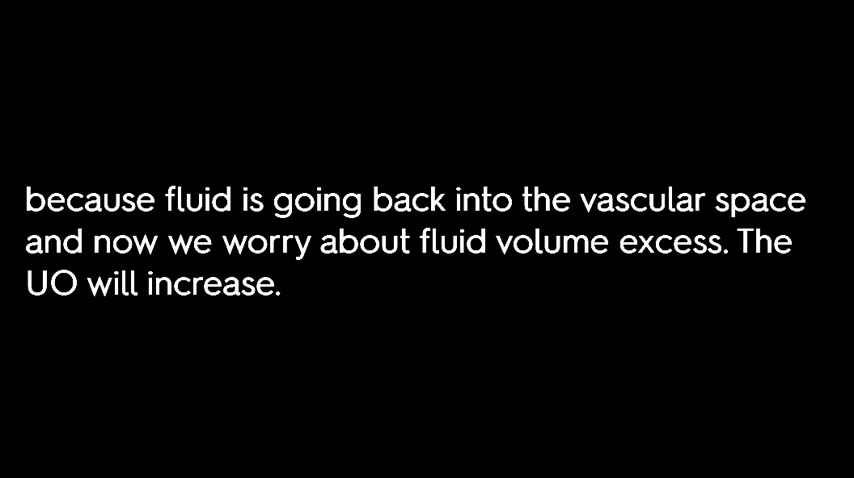 because fluid is going back into the vascular space
and now we worry about fluid volume excess. The
UO will increase.